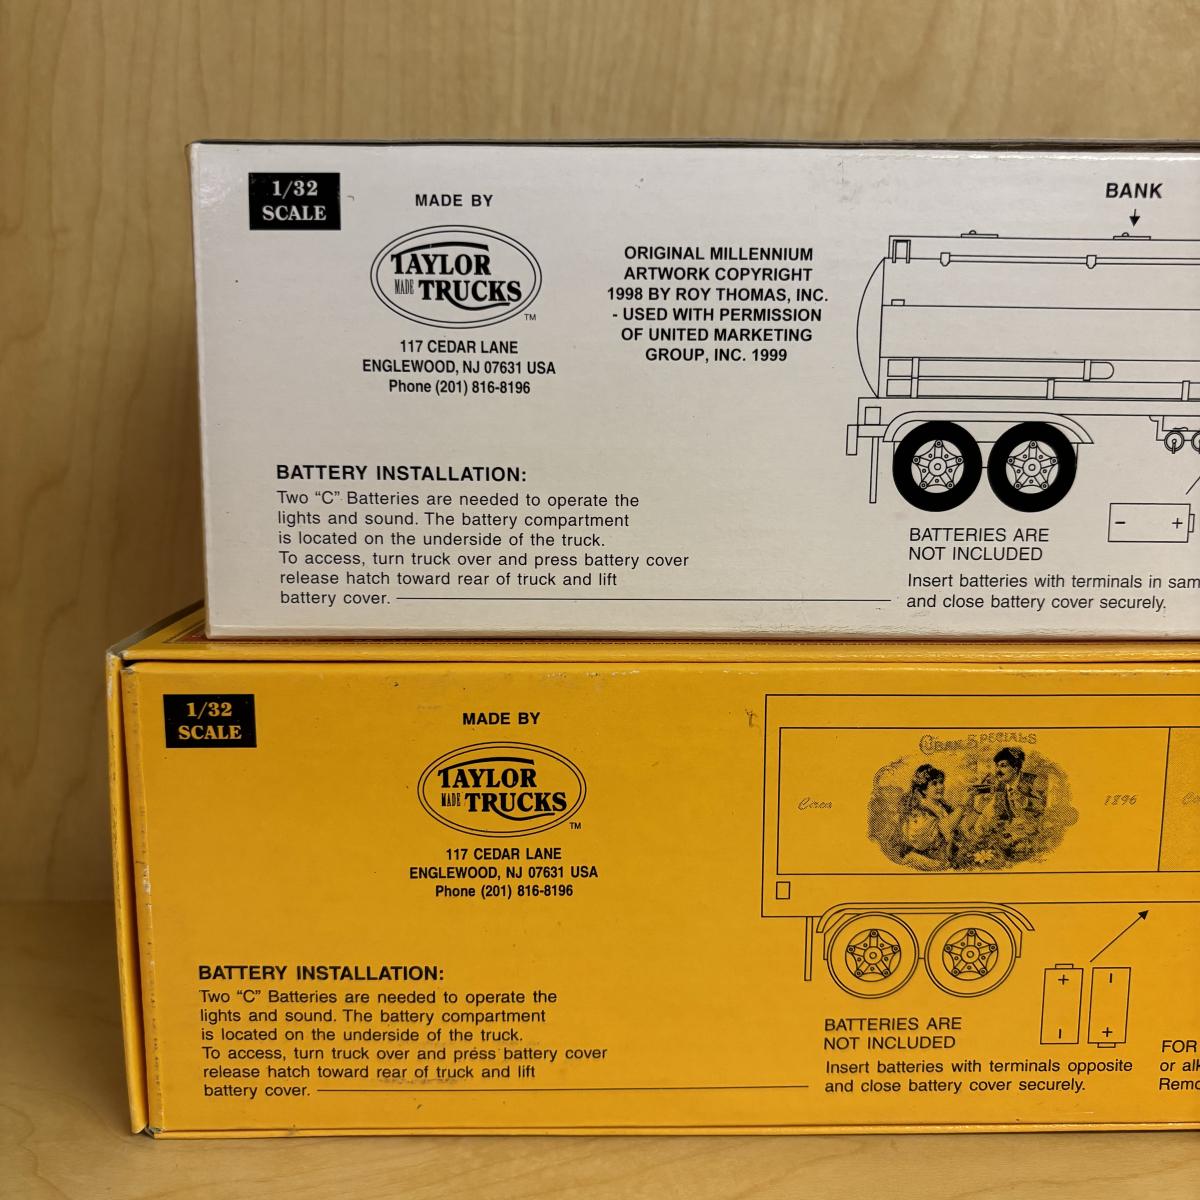 1/32
SCALE
MADE BY
TAYLOR
MADE TRUCKS
TM
117 CEDAR LANE
ENGLEWOOD, NJ 07631 USA
Phone (201) 816-8196
ORIGINAL MILLENNIUM
ARTWORK COPYRIGHT
1998 BY ROY THOMAS, INC.
- USED WITH PERMISSION
OF UNITED MARKETING
GROUP, INC. 1999
BANK
BATTERY INSTALLATION:
Two “C” Batteries are needed to operate the
lights and sound. The battery compartment
is located on the underside of the truck.
To access, turn truck over and press battery cover
release hatch toward rear of truck and lift
battery cover.
- +
BATTERIES ARE
NOT INCLUDED
Insert batteries with terminals in sam
and close battery cover securely.
1/32
SCALE
MADE BY
TAYLOR
MADE TRUCKS
TM
117 CEDAR LANE
ENGLEWOOD, NJ 07631 USA
Phone (201) 816-8196
CUBAN SPECIALS
Circa
1896
BATTERY INSTALLATION:
Two “C” Batteries are needed to operate the
lights and sound. The battery compartment
is located on the underside of the truck.
To access, turn truck over and press battery cover
release hatch toward rear of truck and lift
battery cover.
+ -
- +
BATTERIES ARE
NOT INCLUDED
Insert batteries with terminals opposite
and close battery cover securely.
FOR
or alk
Remo